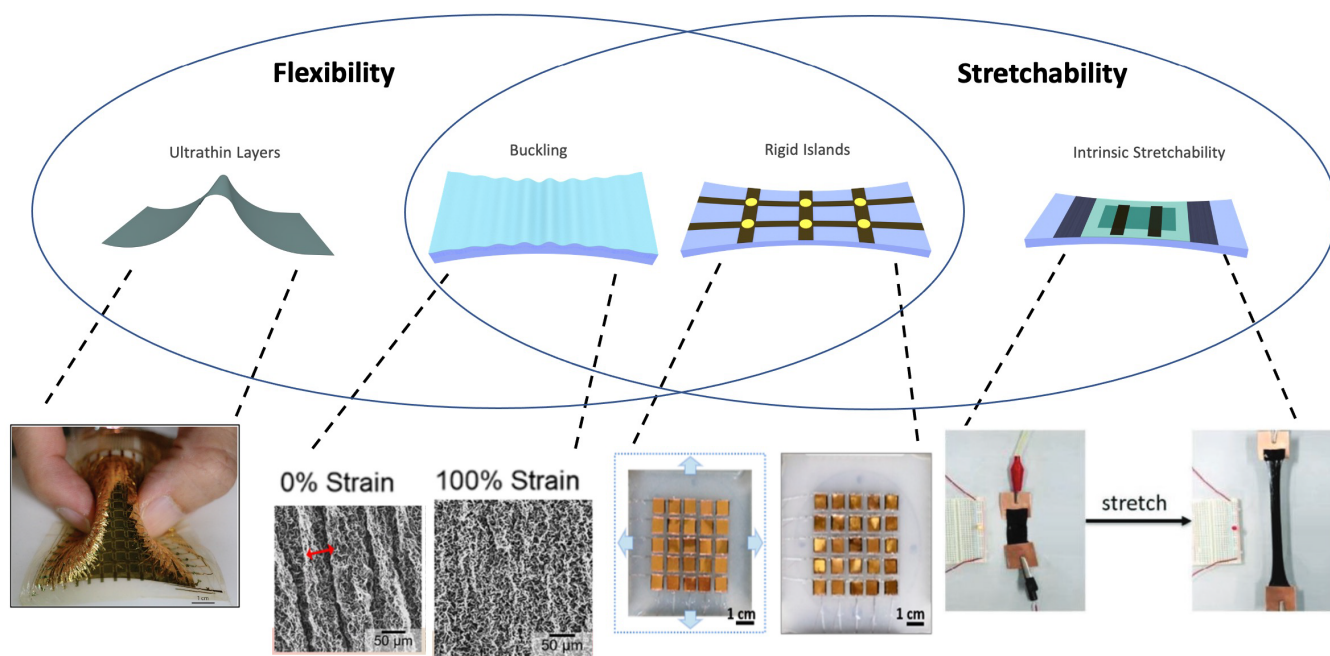 Flexibility
Stretchability
Ultrathin Layers
Buckling
Rigid Islands
Intrinsic Stretchability
0% Strain
100% Strain
stretch
1 cm
50 µm
50 µm
1 cm
1 cm